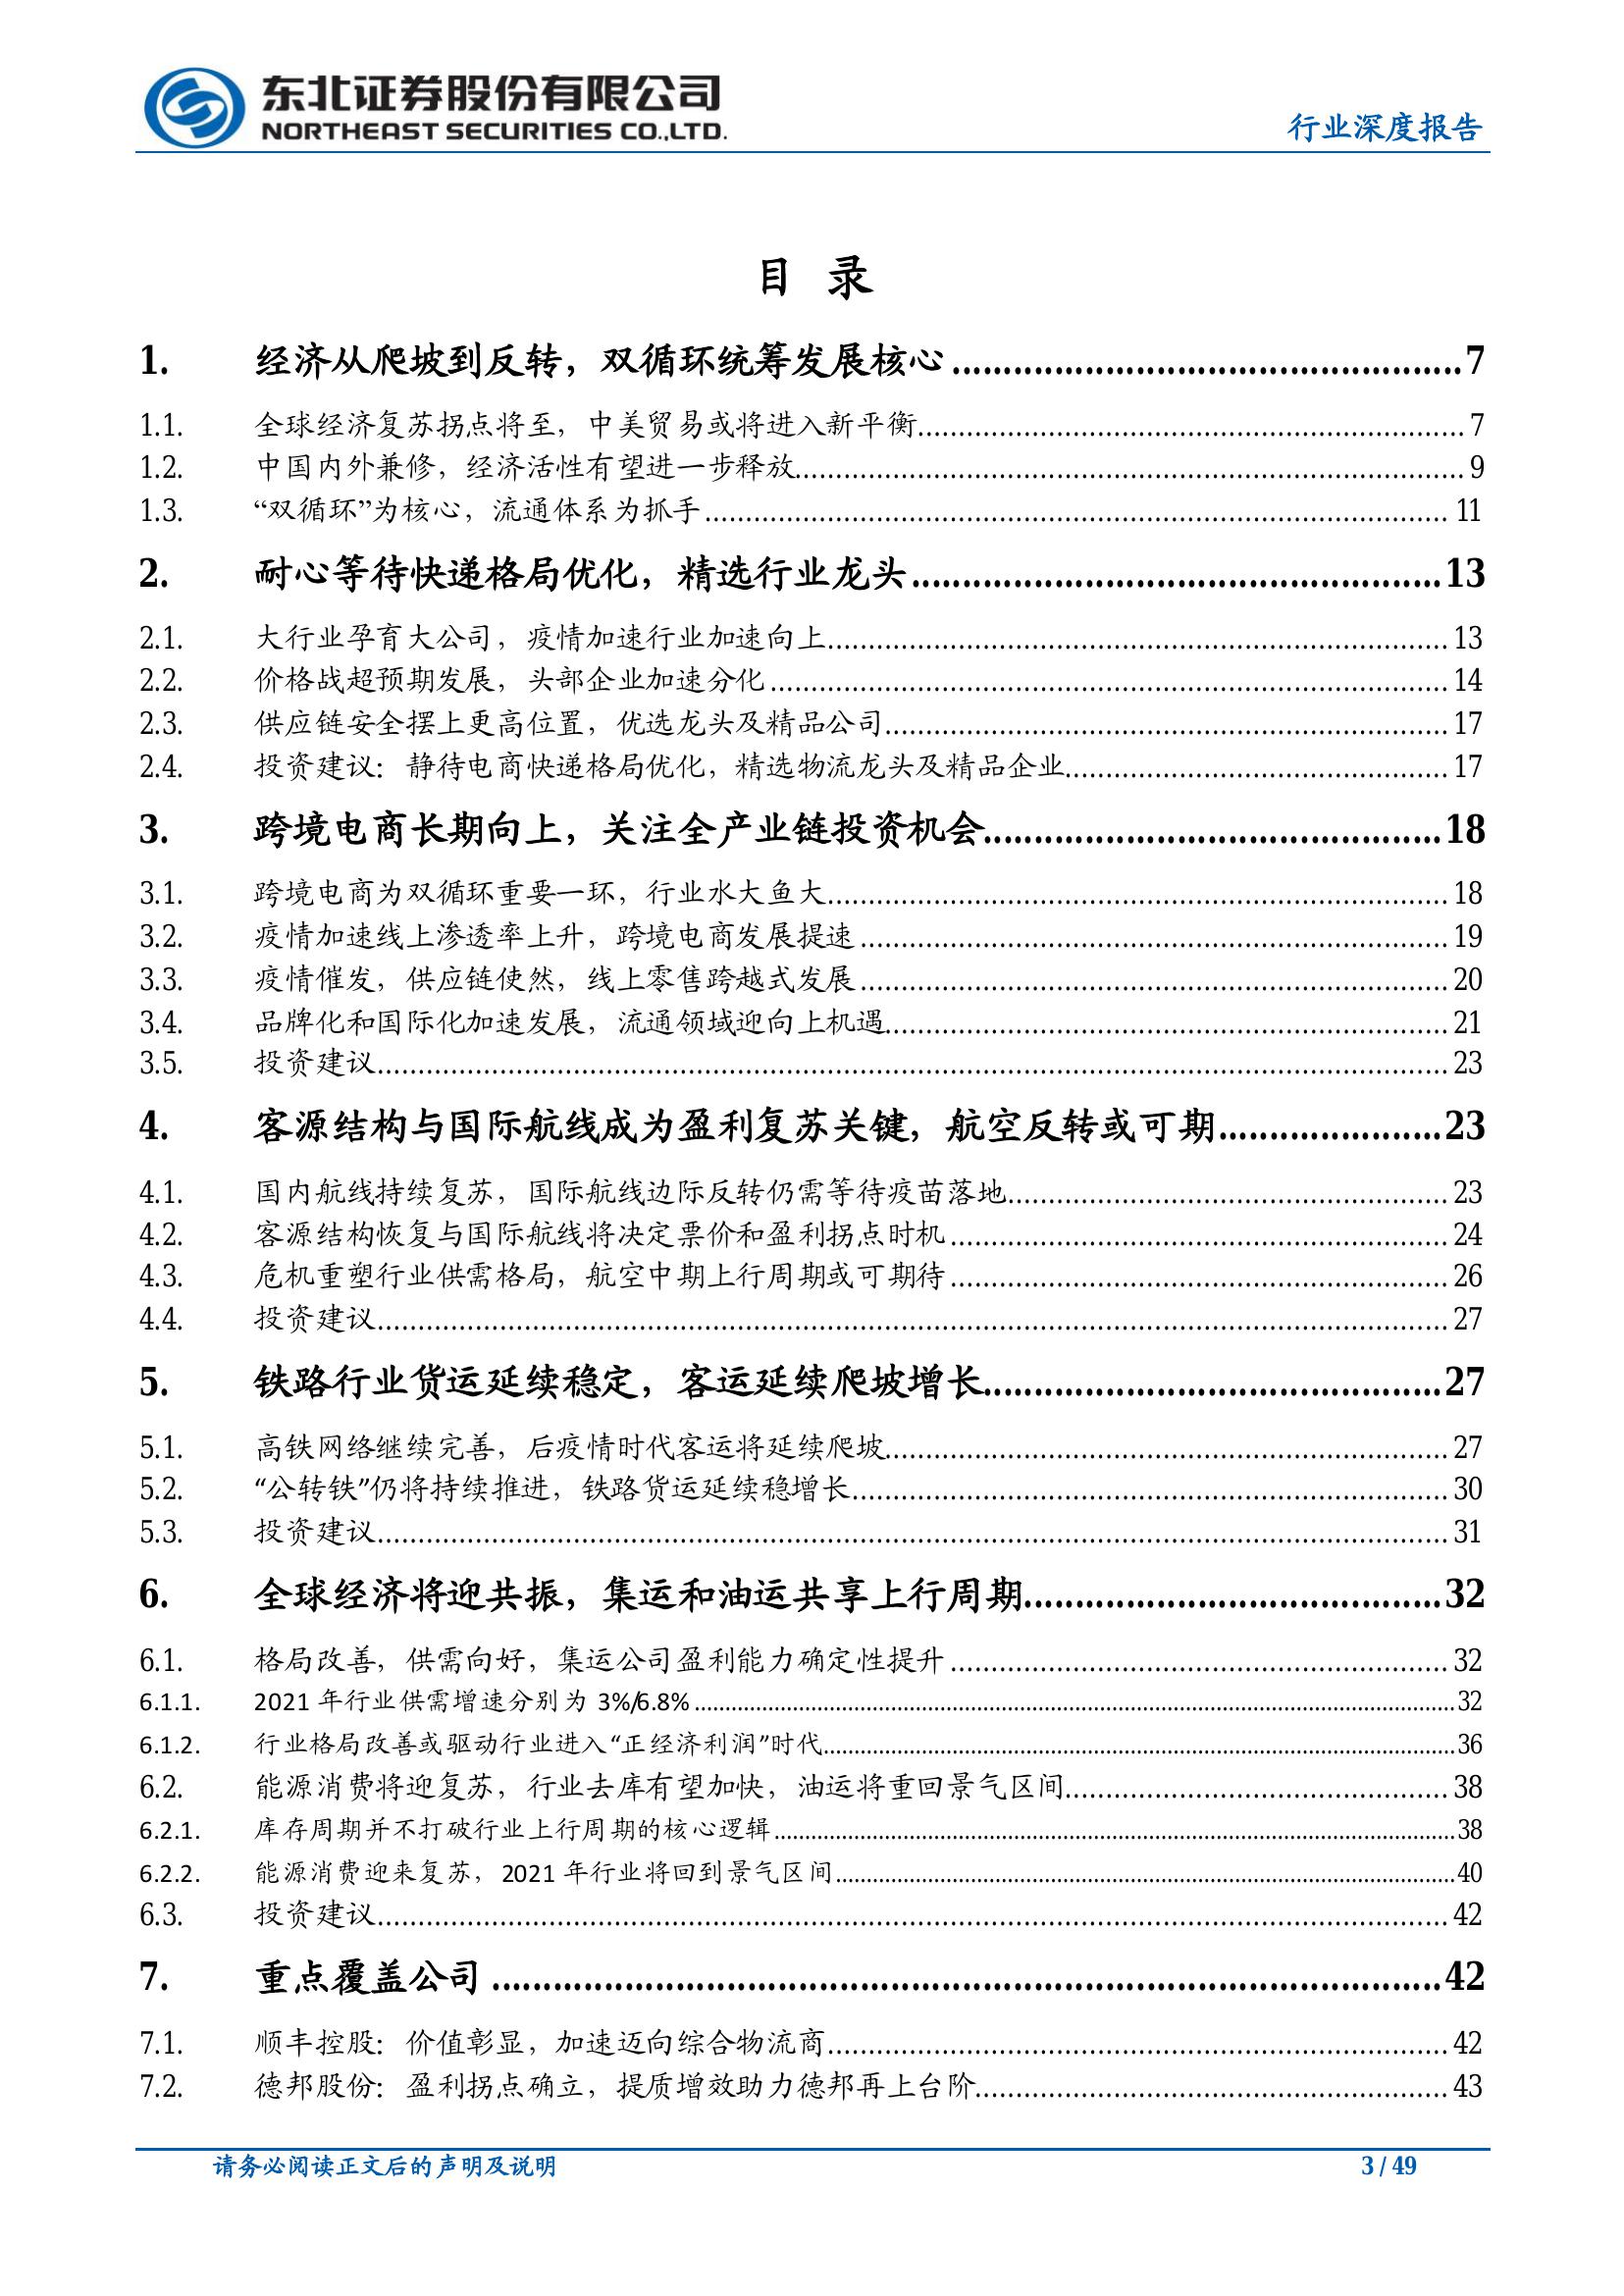 东北证券股份有限公司
NORTHEAST SECURITIES CO.,LTD.
行业深度报告
目 录
1. 经济从爬坡到反转，双循环统筹发展核心 .................................................. 7
1.1. 全球经济复苏拐点将至，中美贸易或将进入新平衡.................................................. 7
1.2. 中国内外兼修，经济活性有望进一步释放.................................................. 9
1.3. “双循环”为核心，流通体系为抓手 .................................................. 11
2. 耐心等待快递格局优化，精选行业龙头 .................................................. 13
2.1. 大行业孕育大公司，疫情加速行业加速向上.................................................. 13
2.2. 价格战超预期发展，头部企业加速分化 .................................................. 14
2.3. 供应链安全摆上更高位置，优选龙头及精品公司.................................................. 17
2.4. 投资建议：静待电商快递格局优化，精选物流龙头及精品企业.................................................. 17
3. 跨境电商长期向上，关注全产业链投资机会.................................................. 18
3.1. 跨境电商为双循环重要一环，行业水大鱼大.................................................. 18
3.2. 疫情加速线上渗透率上升，跨境电商发展提速 .................................................. 19
3.3. 疫情催发，供应链使然，线上零售跨越式发展 .................................................. 20
3.4. 品牌化和国际化加速发展，流通领域迎向上机遇.................................................. 21
3.5. 投资建议.................................................. 23
4. 客源结构与国际航线成为盈利复苏关键，航空反转或可期 .................................................. 23
4.1. 国内航线持续复苏，国际航线边际反转仍需等待疫苗落地.................................................. 23
4.2. 客源结构恢复与国际航线将决定票价和盈利拐点时机 .................................................. 24
4.3. 危机重塑行业供需格局，航空中期上行周期或可期待 .................................................. 26
4.4. 投资建议.................................................. 27
5. 铁路行业货运延续稳定，客运延续爬坡增长.................................................. 27
5.1. 高铁网络继续完善，后疫情时代客运将延续爬坡.................................................. 27
5.2. “公转铁”仍将持续推进，铁路货运延续稳增长.................................................. 30
5.3. 投资建议.................................................. 31
6. 全球经济将迎共振，集运和油运共享上行周期.................................................. 32
6.1. 格局改善，供需向好，集运公司盈利能力确定性提升 .................................................. 32
6.1.1. 2021 年行业供需增速分别为 3%/6.8% .................................................. 32
6.1.2. 行业格局改善或驱动行业进入“正经济利润”时代.................................................. 36
6.2. 能源消费将迎复苏，行业去库有望加快，油运将重回景气区间.................................................. 38
6.2.1. 库存周期并不打破行业上行周期的核心逻辑 .................................................. 38
6.2.2. 能源消费迎来复苏，2021 年行业将回到景气区间 .................................................. 40
6.3. 投资建议.................................................. 42
7. 重点覆盖公司 .................................................. 42
7.1. 顺丰控股：价值彰显，加速迈向综合物流商.................................................. 42
7.2. 德邦股份：盈利拐点确立，提质增效助力德邦再上台阶.................................................. 43
请务必阅读正文后的声明及说明
3 / 49